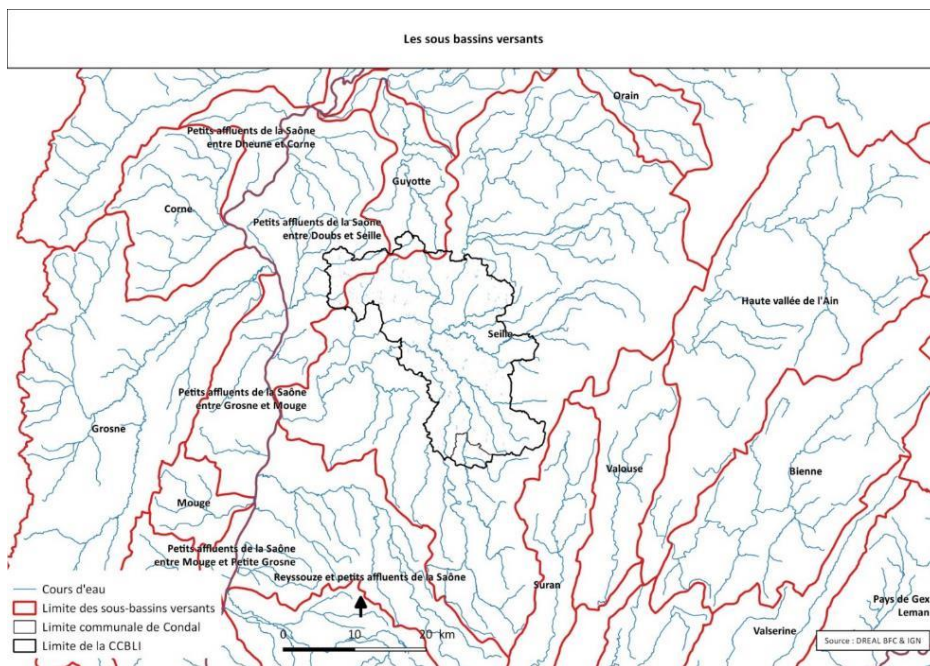 Les sous bassins versants
Orain
Petits affluents de la Saône
entre Dheune et Corne
Guyotte
Corne
Petits affluents de la Saône
entre Doubs et Seille
Haute vallée de l'Ain
Seille
Petits affluents de la Saône
entre Grosne et Mouge
Grosne
Valouse
Bienne
Mouge
Petits affluents de la Saône
entre Mouge et Petite Grosne
Reyssouze et petits affluents de la Saône
Suran
Pays de Gex
Leman
Valserine
Cours d'eau
Limite des sous-bassins versants
Limite communale de Condal
Limite de la CCBLI
0 10 20 km
Source : DREAL BFC & IGN